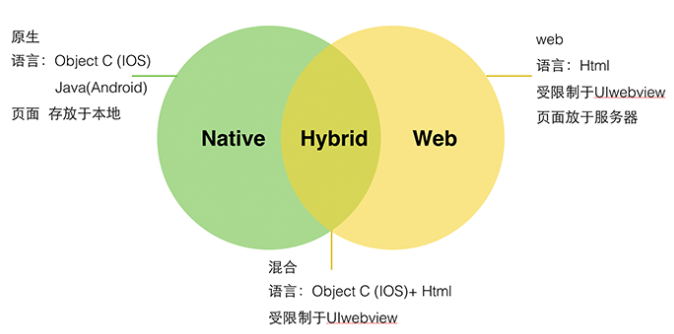 原生
语言：Object C (IOS)
Java(Android)
页面 存放于本地
Native
Hybrid
Web
web
语言：Html
受限制于UIwebview
页面放于服务器
混合
语言：Object C (IOS)+ Html
受限制于UIwebview